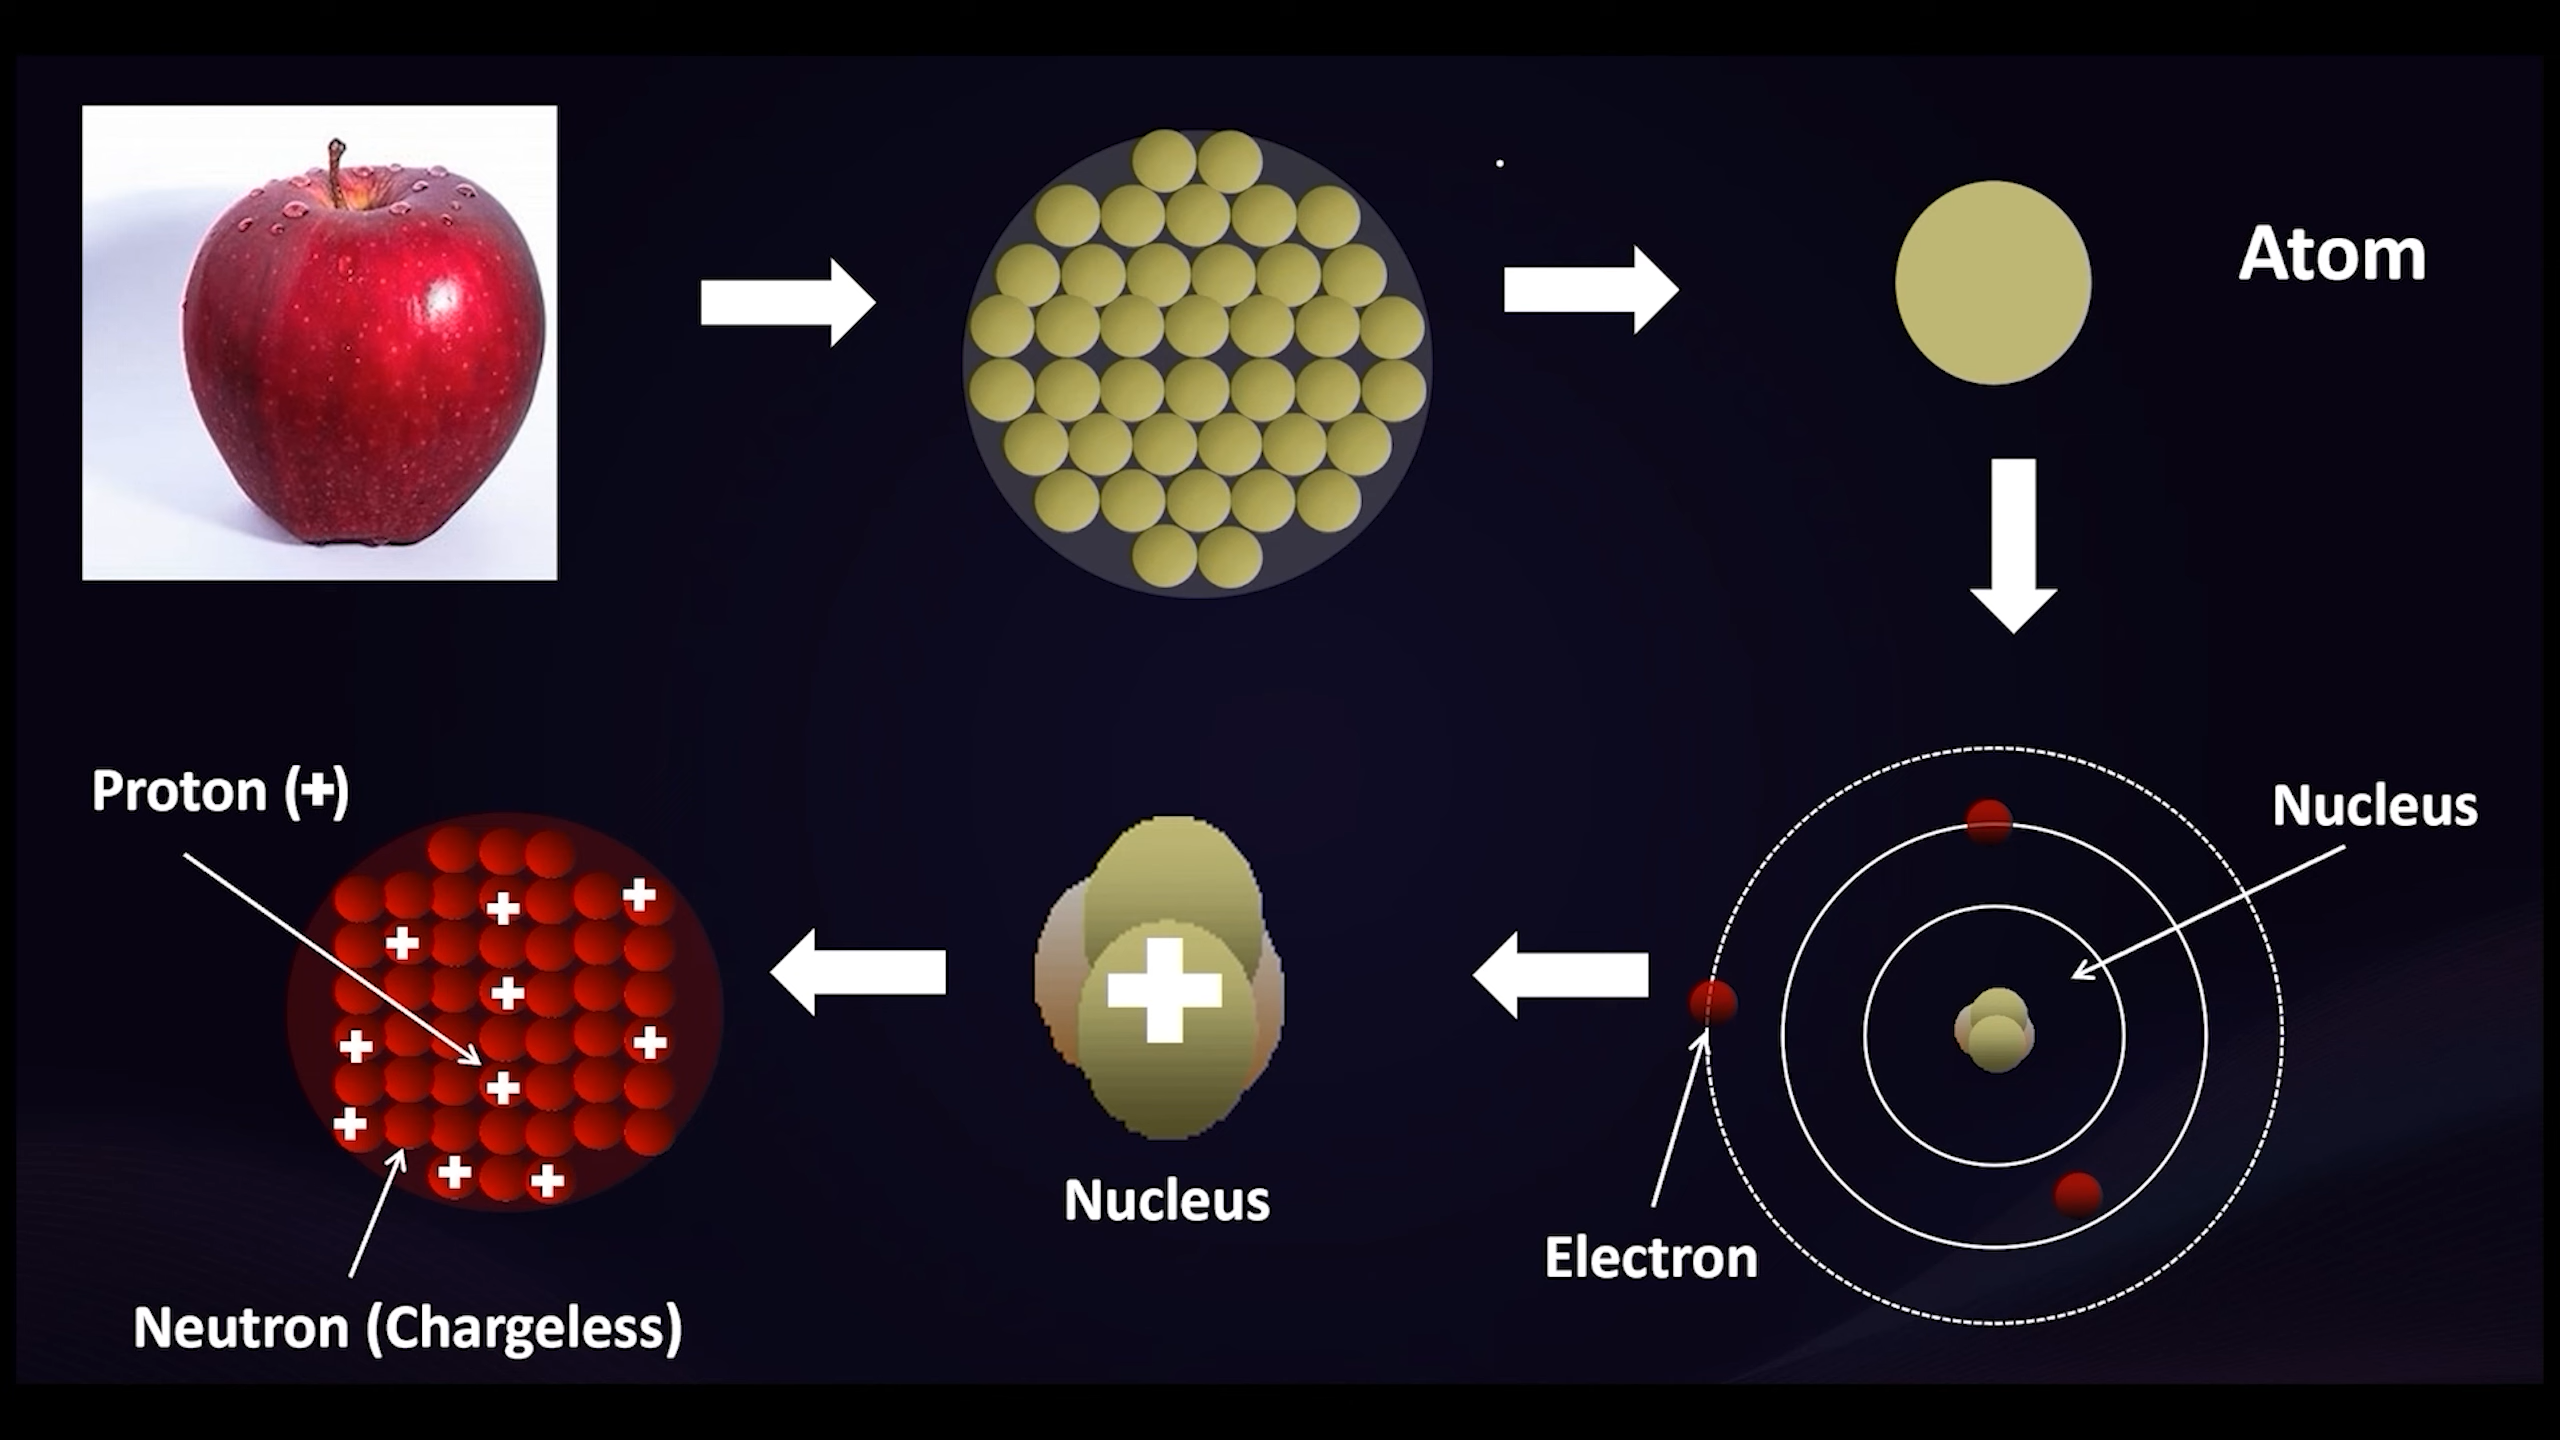 Atom
Proton (+)
Nucleus
Nucleus
Electron
Neutron (Chargeless)